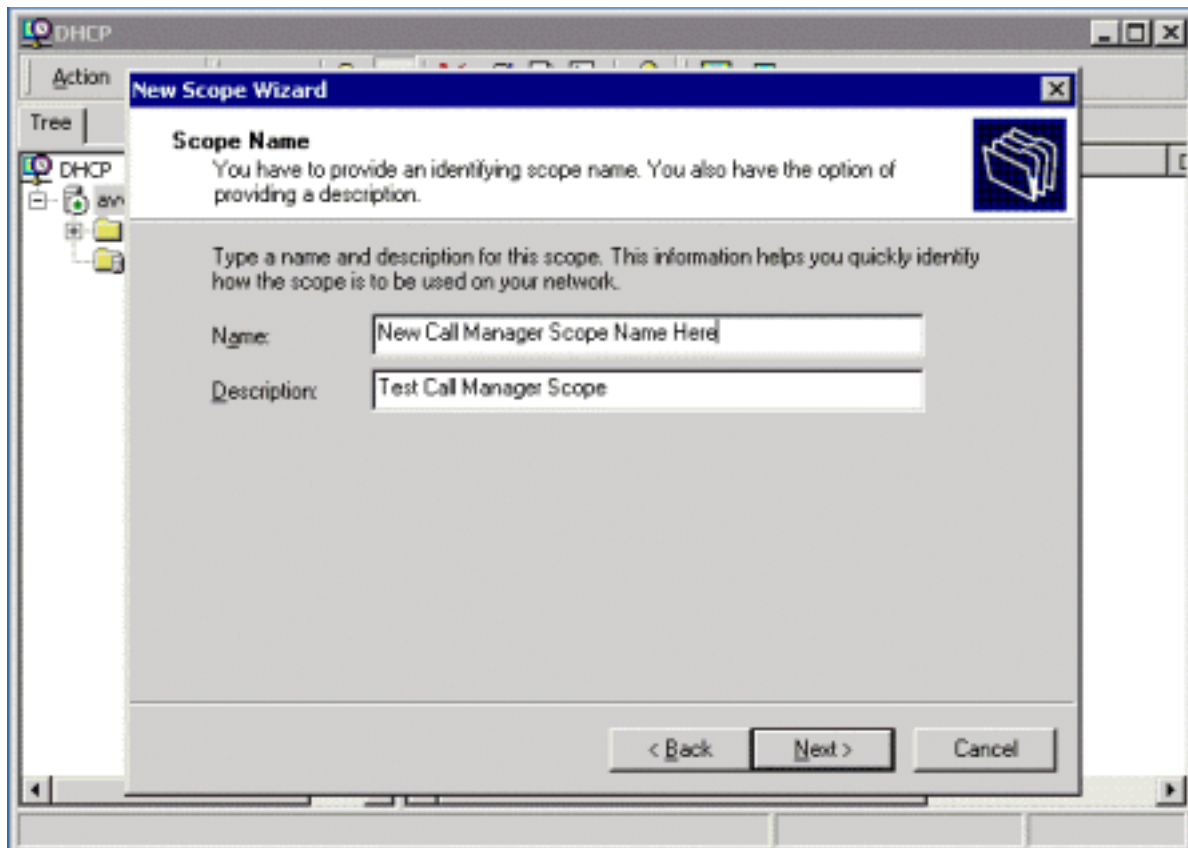 DHCP
Action
New Scope Wizard
Tree
DHCP
Scope Name
You have to provide an identifying scope name. You also have the option of
providing a description.
Type a name and description for this scope. This information helps you quickly identify
how the scope is to be used on your network.
Name: New Call Manager Scope Name Here
Description: Test Call Manager Scope
< Back
Next >
Cancel